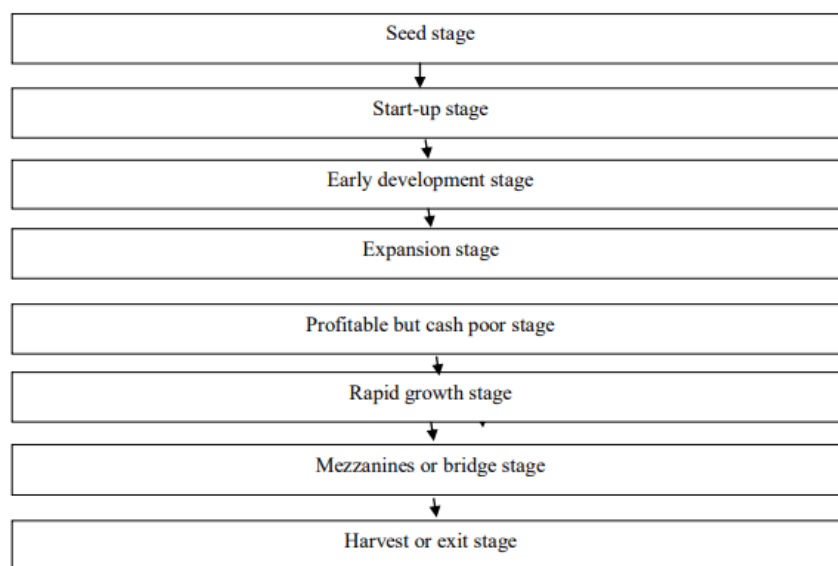 Seed stage
Start-up stage
Early development stage
Expansion stage
Profitable but cash poor stage
Rapid growth stage
Mezzanines or bridge stage
Harvest or exit stage